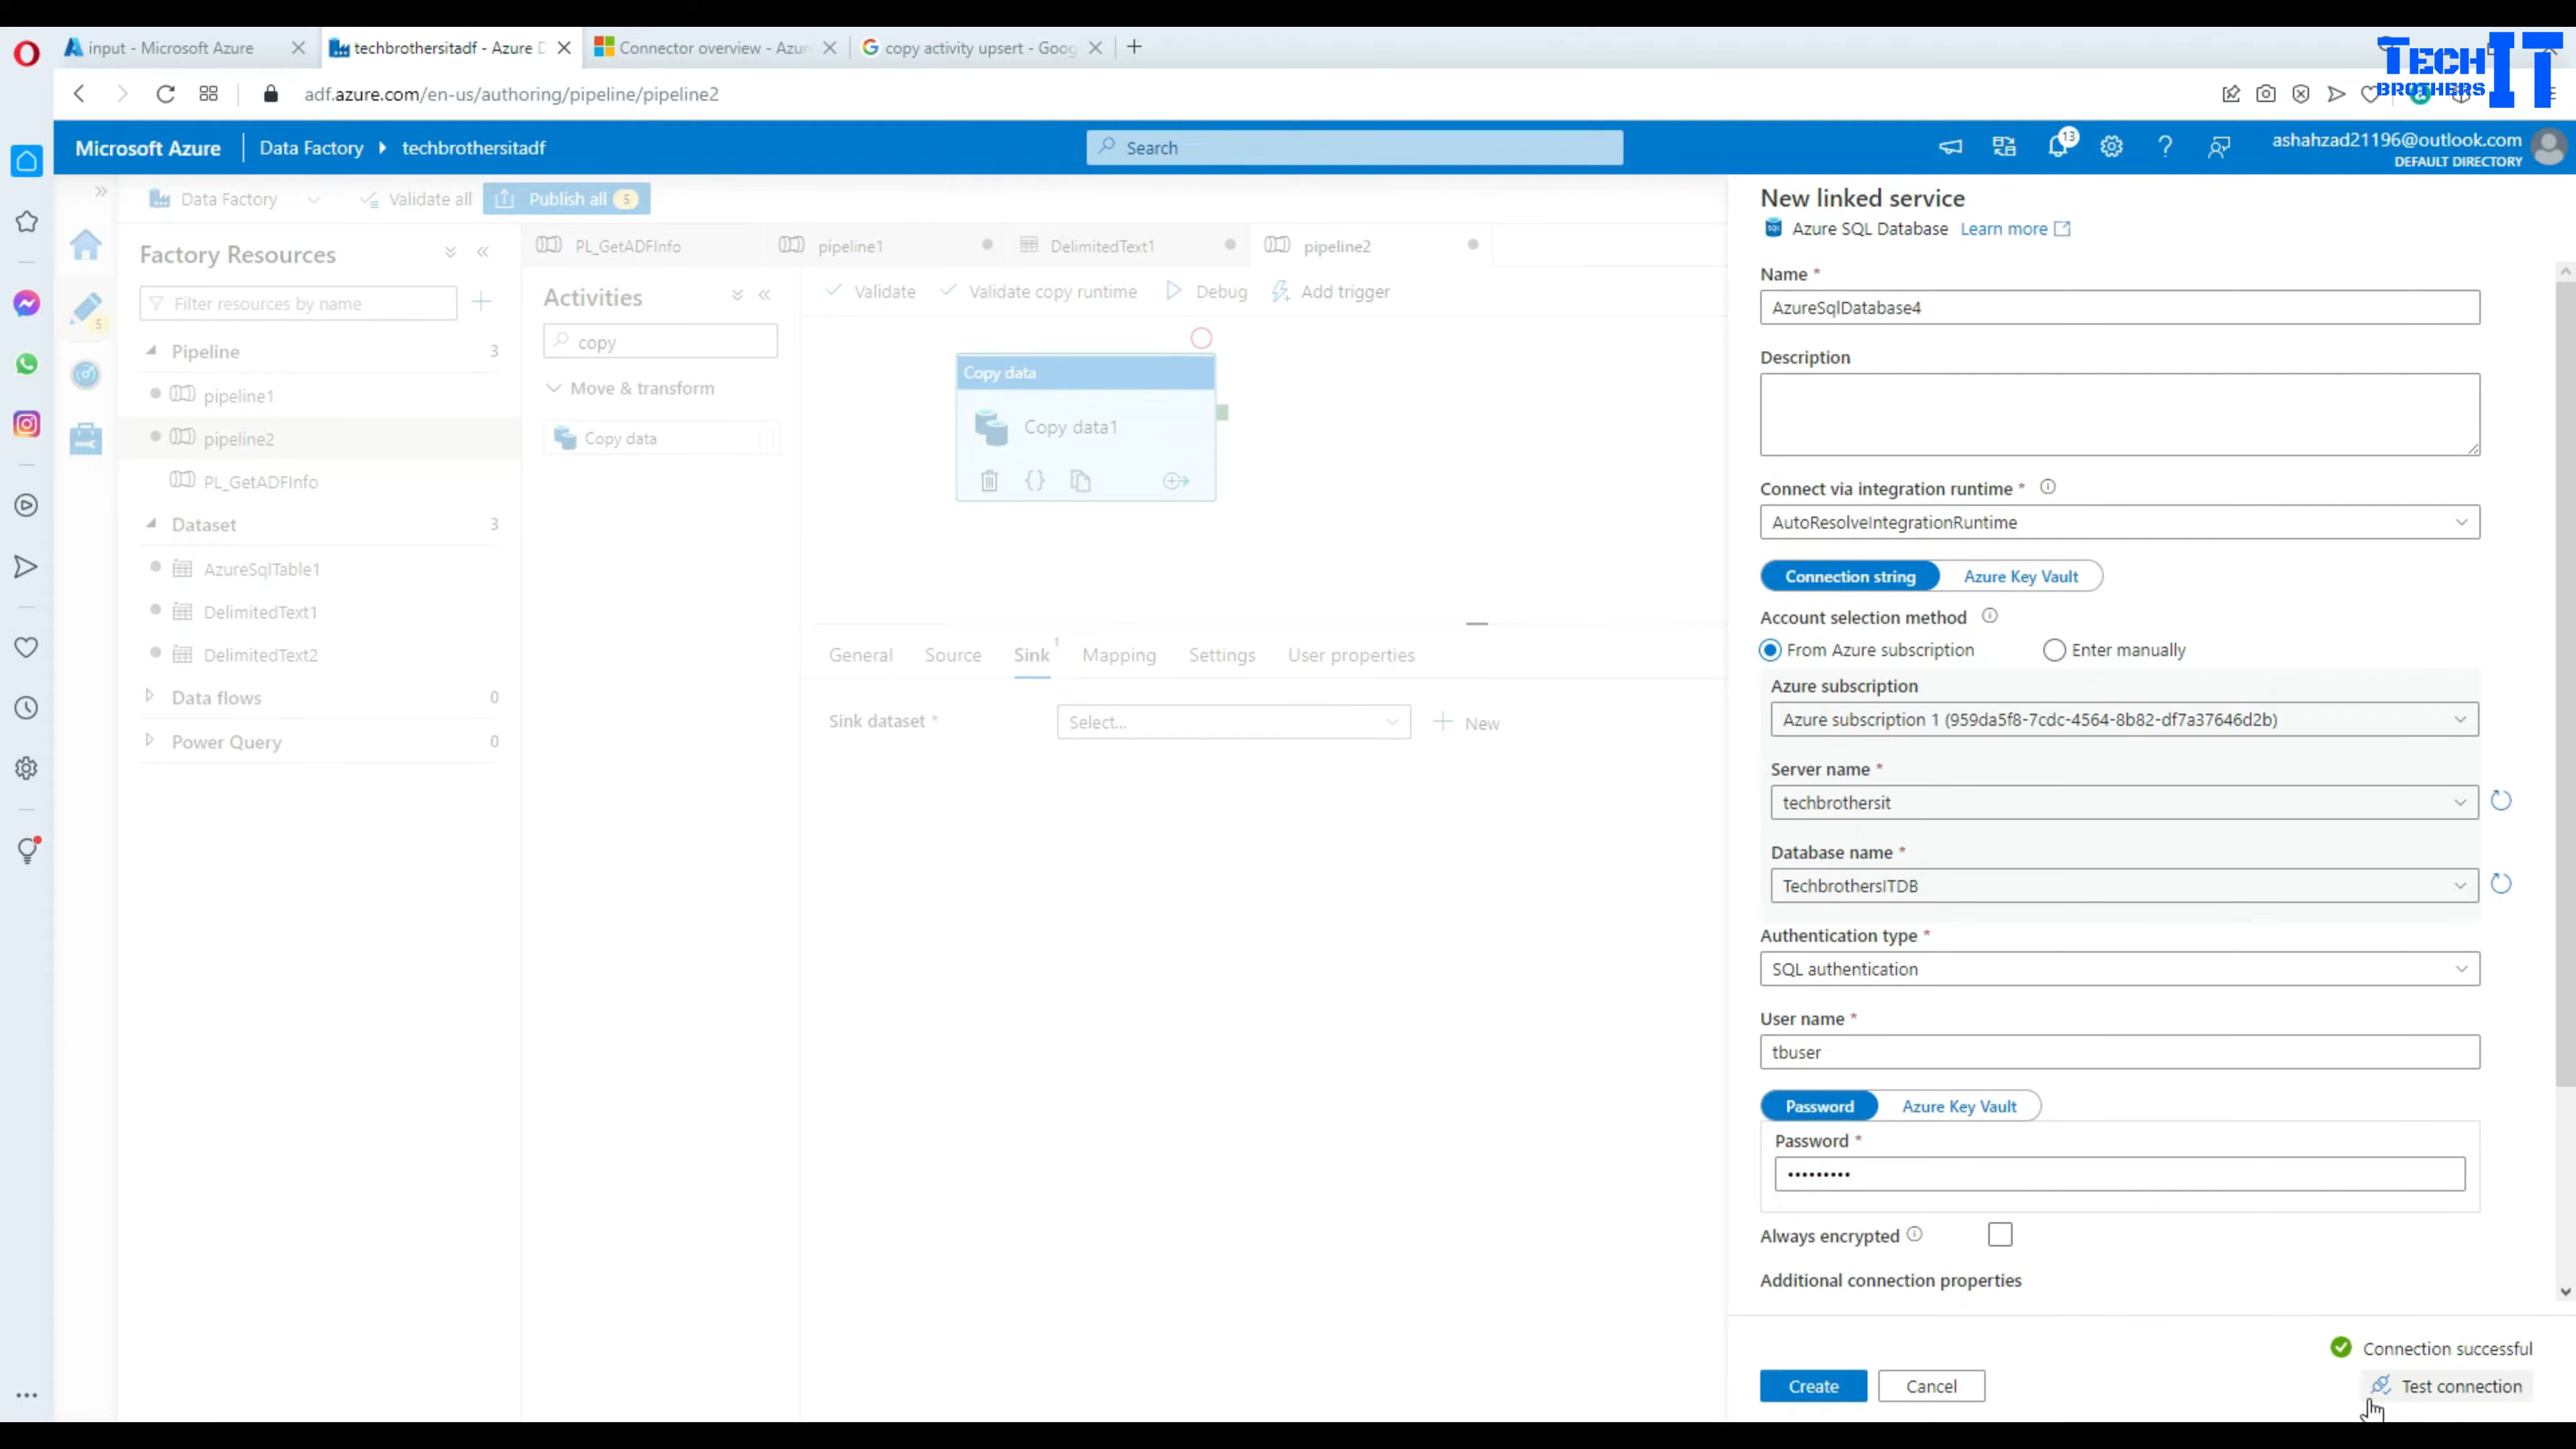 input - Microsoft Azure
techbrothersitadf - Azure D
Connector overview - Azur
copy activity upsert - Goog
TECH IT
BROTHERS
adf.azure.com/en-us/authoring/pipeline/pipeline2
Microsoft Azure
Data Factory
techbrothersitadf
Search
13
ashahzad21196@outlook.com
DEFAULT DIRECTORY
Data Factory
Validate all
Publish all 5
Factory Resources
Filter resources by name
5
Pipeline 3
pipeline1
pipeline2
PL_GetADFInfo
Dataset 3
AzureSqlTable1
DelimitedText1
DelimitedText2
Data flows 0
Power Query 0
PL_GetADFInfo
pipeline1
DelimitedText1
pipeline2
Activities
copy
Move & transform
Copy data
Validate
Validate copy runtime
Debug
Add trigger
Copy data
Copy data1
{}
General
Source
Sink 1
Mapping
Settings
User properties
Sink dataset *
Select...
New
New linked service
Azure SQL Database Learn more
Name *
AzureSqlDatabase4
Description
Connect via integration runtime *
AutoResolveIntegrationRuntime
Connection string
Azure Key Vault
Account selection method
From Azure subscription
Enter manually
Azure subscription
Azure subscription 1 (959da5f8-7cdc-4564-8b82-df7a37646d2b)
Server name *
techbrothersit
Database name *
TechbrothersITDB
Authentication type *
SQL authentication
User name *
tbuser
Password
Azure Key Vault
Password *
•••••••••
Always encrypted
Additional connection properties
Connection successful
Create
Cancel
Test connection